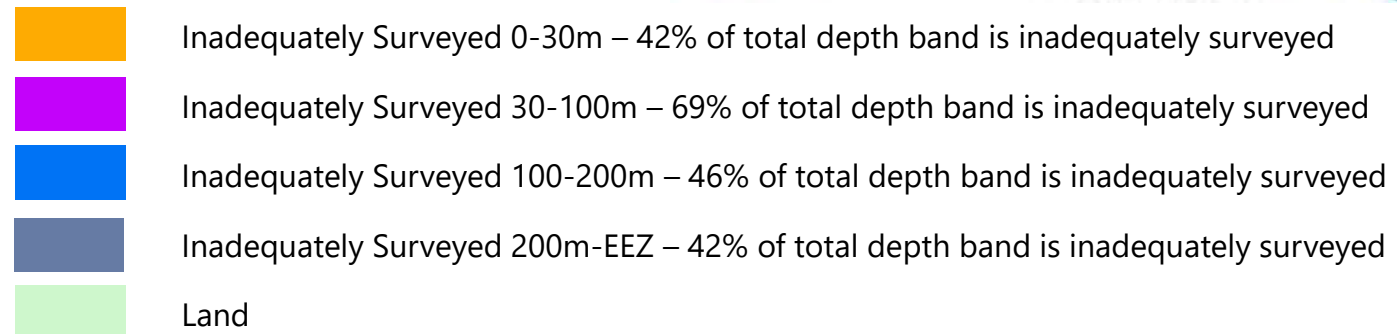 Inadequately Surveyed 0-30m – 42% of total depth band is inadequately surveyed
Inadequately Surveyed 30-100m – 69% of total depth band is inadequately surveyed
Inadequately Surveyed 100-200m – 46% of total depth band is inadequately surveyed
Inadequately Surveyed 200m-EEZ – 42% of total depth band is inadequately surveyed
Land